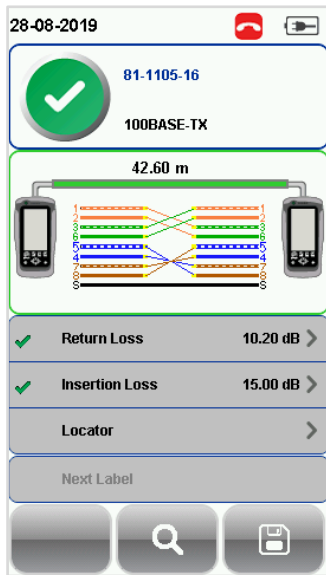 28-08-2019
81-1105-16
100BASE-TX
42.60 m
1 1
2 2
3 3
6 6
5 5
4 4
7 7
8 8
S S
Return Loss 10.20 dB
Insertion Loss 15.00 dB
Locator
Next Label